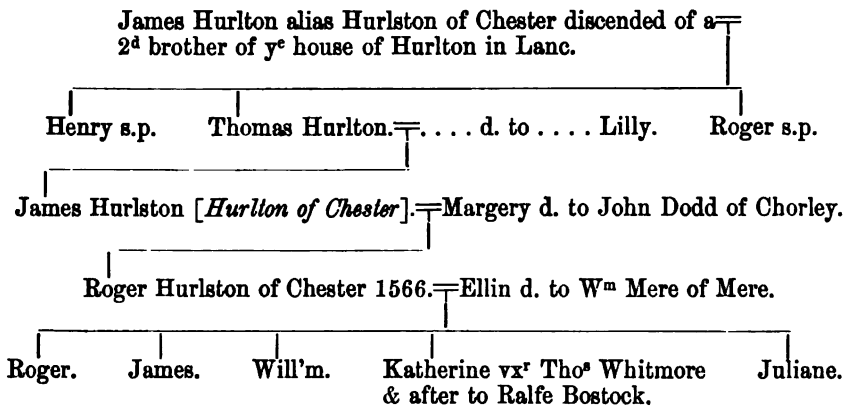 James Hurlton alias Hurlston of Chester discended of a
2ᵈ brother of yᵉ house of Hurlton in Lanc.
Henry s.p. Thomas Hurlton. . . . . d. to . . . . Lilly. Roger s.p.
James Hurlston [Hurlton of Chester]. Margery d. to John Dodd of Chorley.
Roger Hurlston of Chester 1566. Ellin d. to Wᵐ Mere of Mere.
Roger. James. Will'm. Katherine vxʳ Thoˢ Whitmore Juliane.
& after to Ralfe Bostock.